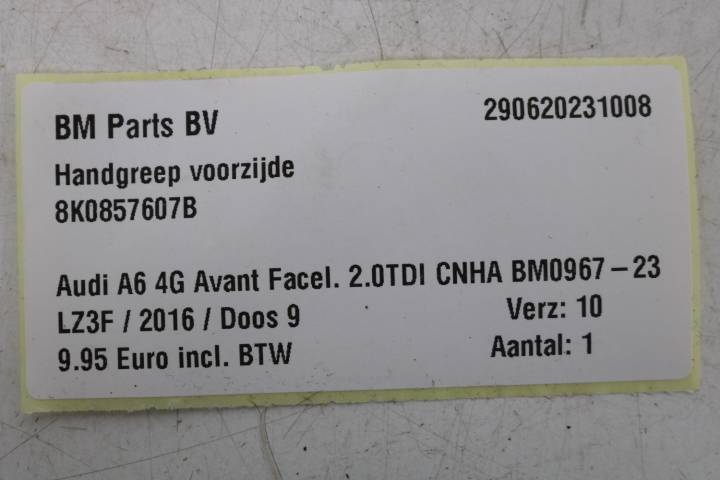 BM Parts BV 290620231008
Handgreep voorzijde
8K0857607B
Audi A6 4G Avant Facel. 2.0TDI CNHA BM0967-23
LZ3F / 2016 / Doos 9 Verz: 10
9.95 Euro incl. BTW Aantal: 1